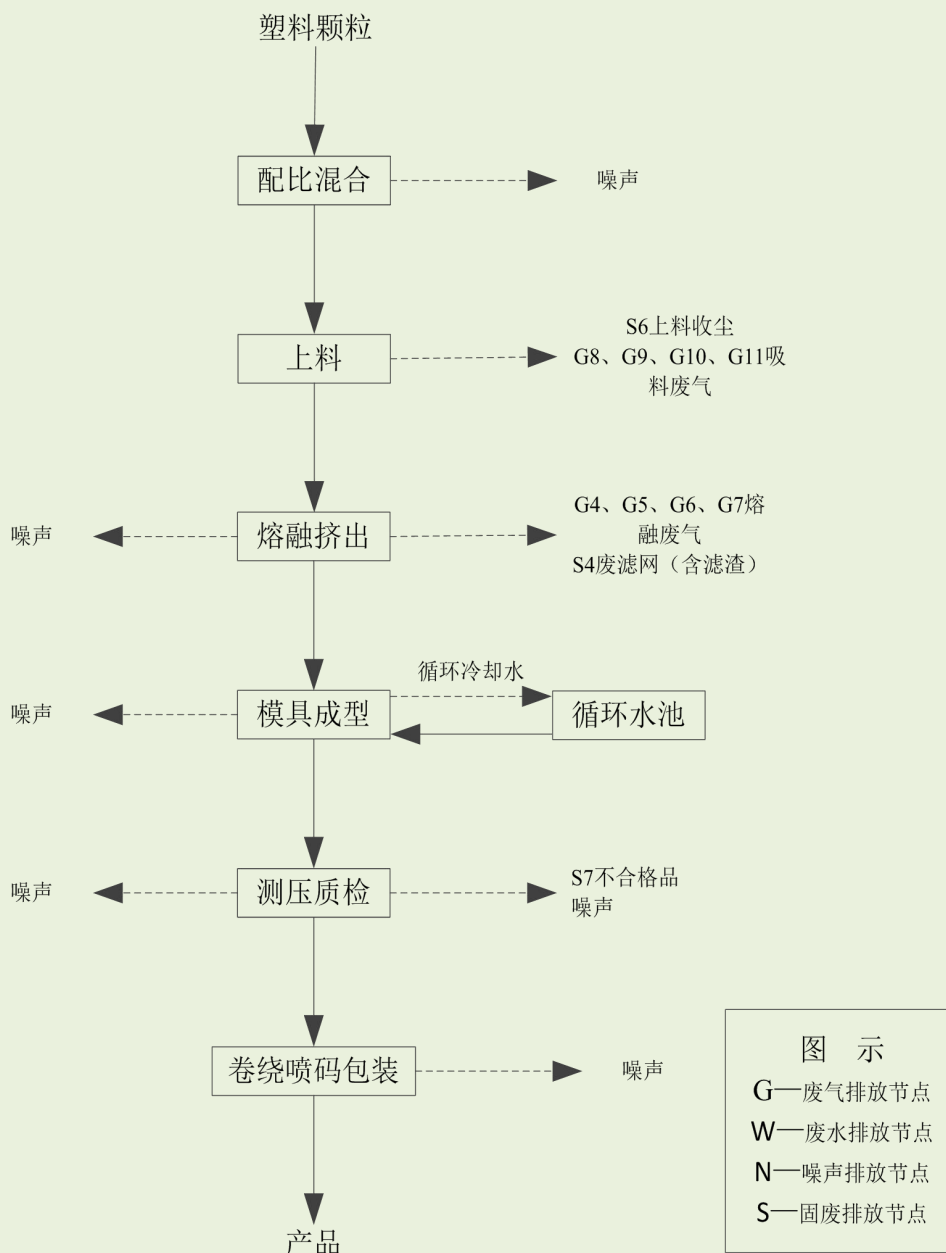 塑料颗粒
配比混合
噪声
上料
S6上料收尘
G8、G9、G10、G11吸
料废气
噪声
熔融挤出
G4、G5、G6、G7熔
融废气
S4废滤网（含滤渣）
循环冷却水
噪声
模具成型
循环水池
噪声
测压质检
S7不合格品
噪声
卷绕喷码包装
噪声
产品
图 示
G—废气排放节点
W—废水排放节点
N—噪声排放节点
S—固废排放节点